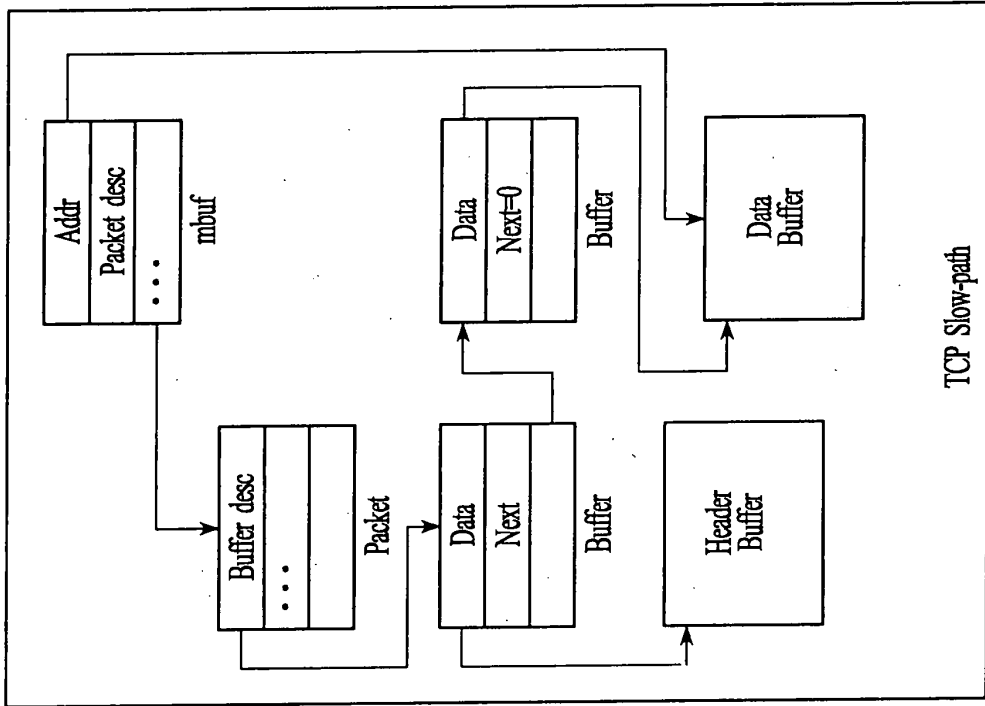 Addr
Packet desc
• • •
mbuf
Buffer desc
• • •
Packet
Data
Next
Buffer
Data
Next=0
Buffer
Header
Buffer
Data
Buffer
TCP Slow-path